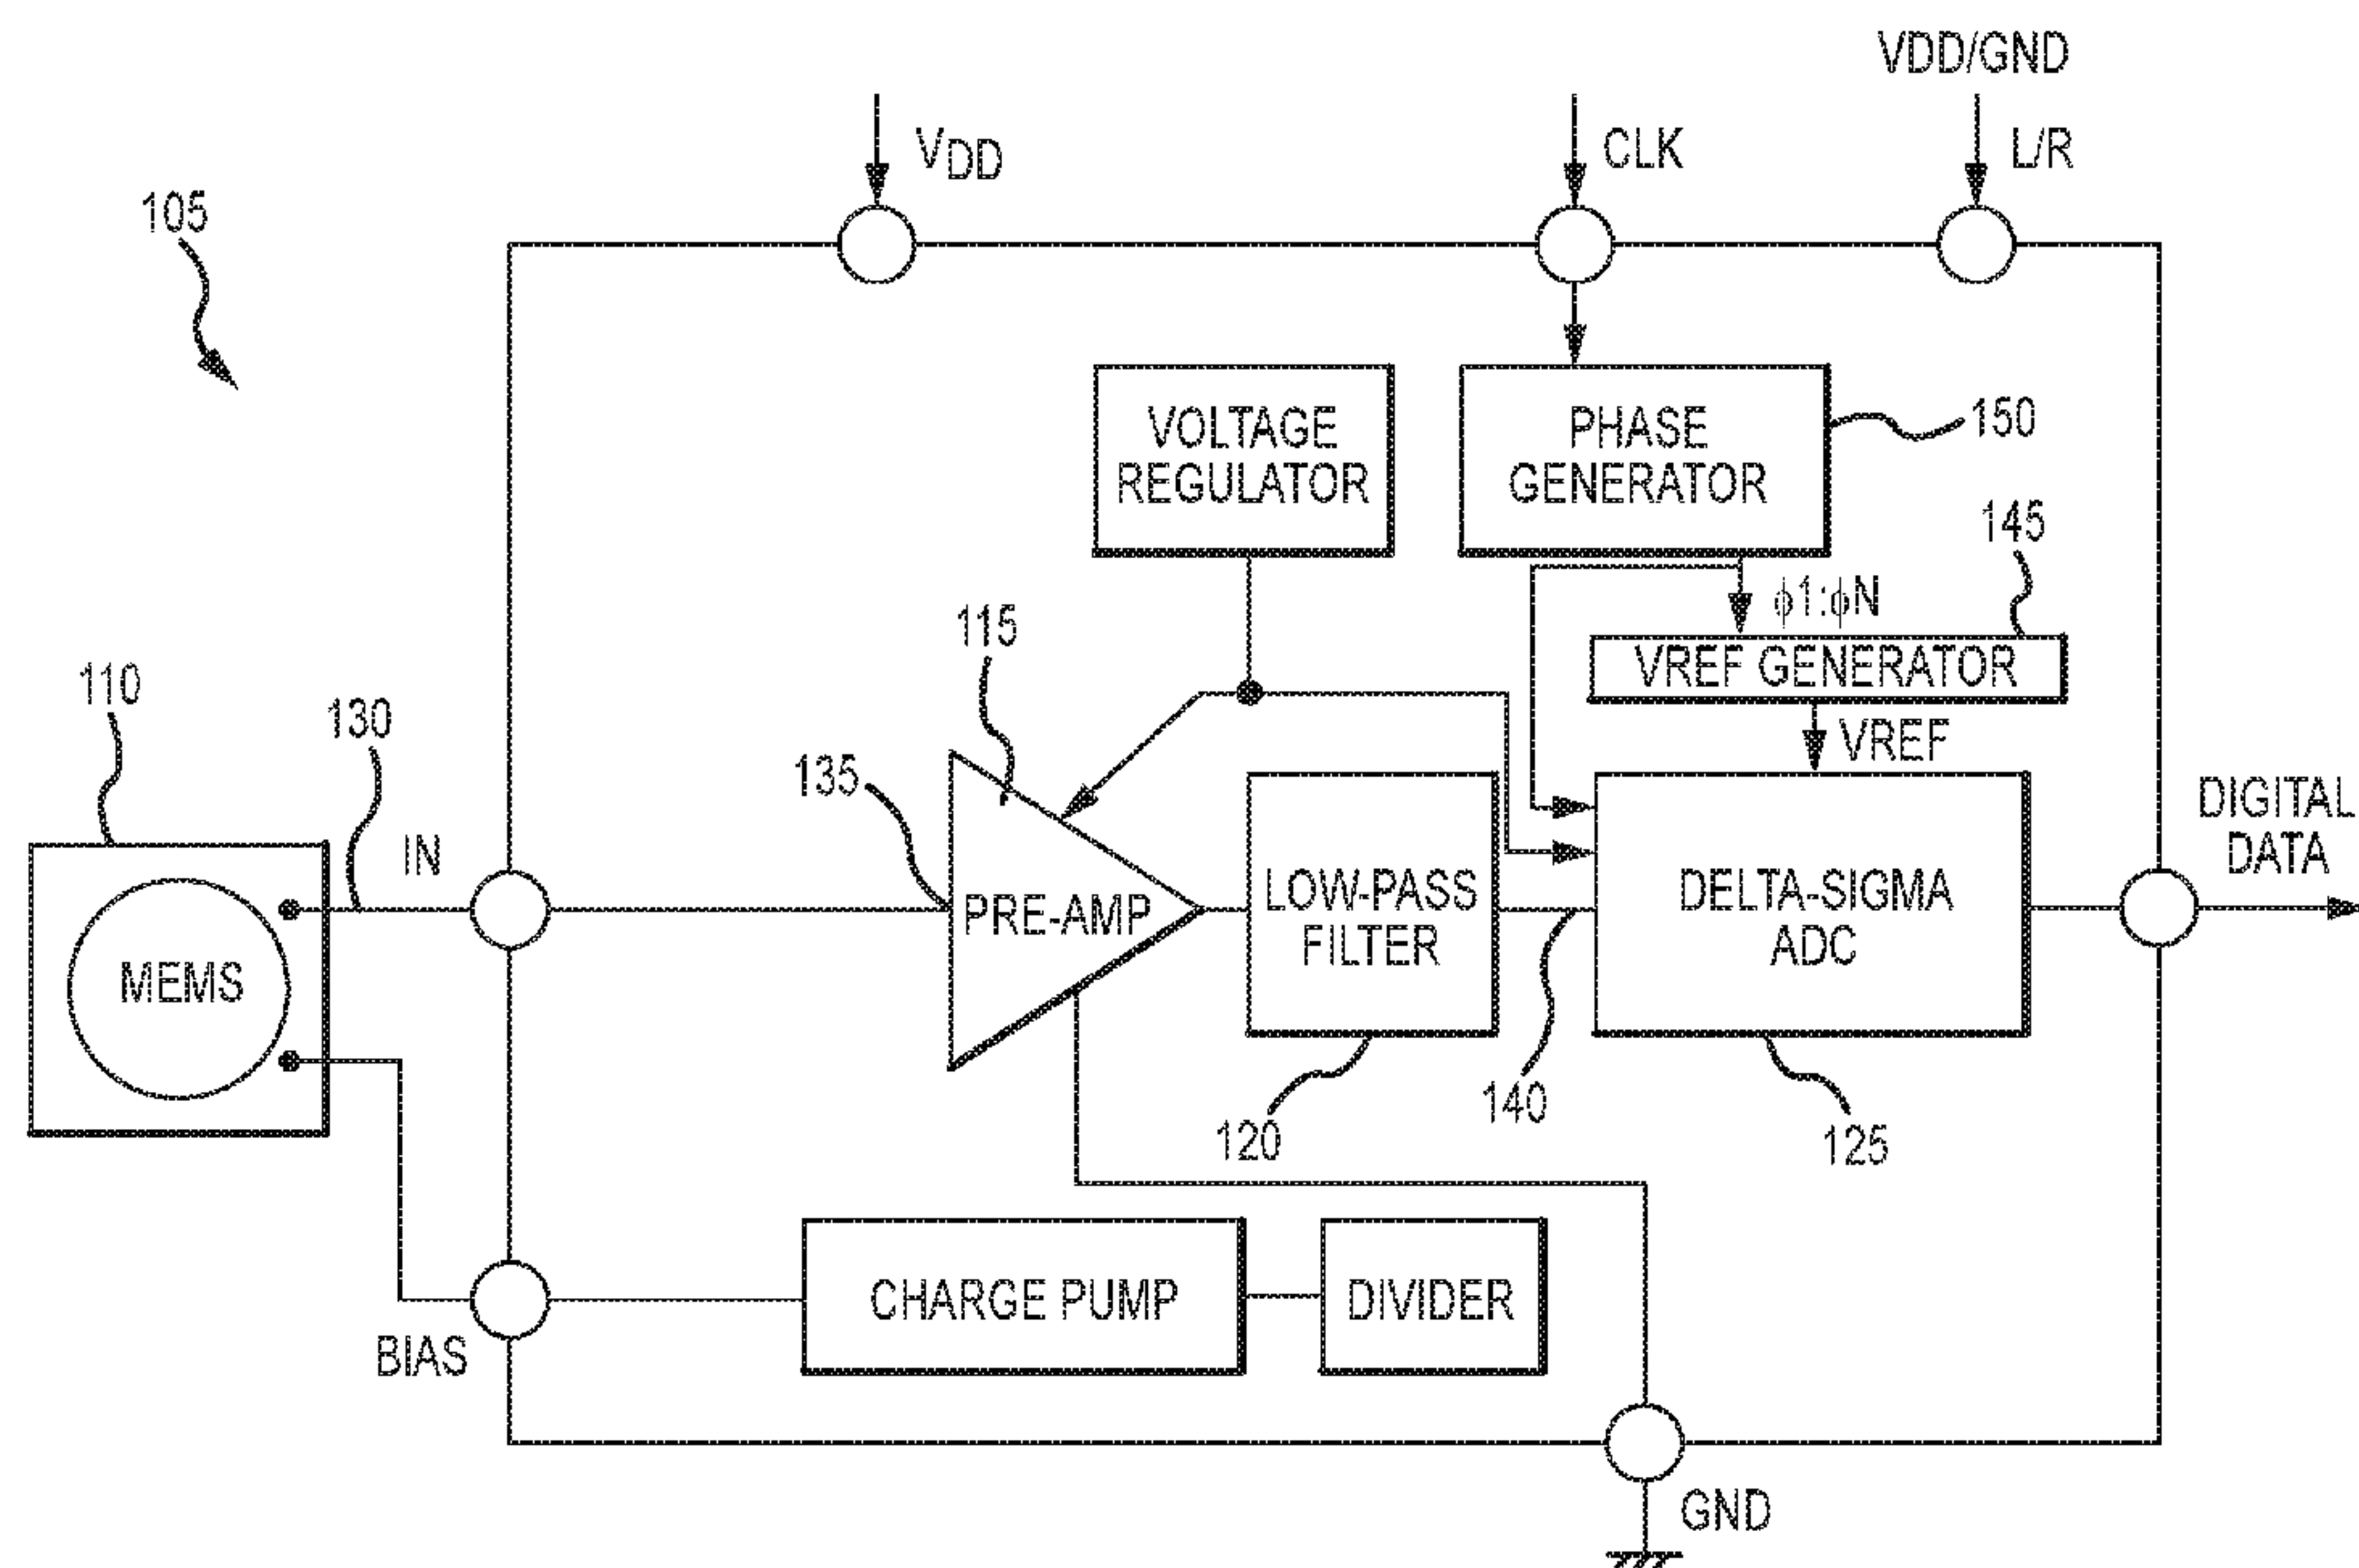 VDD/GND
VDD
CLK
L/R
105
VOLTAGE
REGULATOR
PHASE
GENERATOR
150
145
ϕ1:ϕN
115
VREF GENERATOR
110
130
VREF
135
DIGITAL
DATA
IN
PRE-AMP
LOW-PASS
FILTER
DELTA-SIGMA
ADC
MEMS
140
120
125
CHARGE PUMP
DIVIDER
BIAS
GND